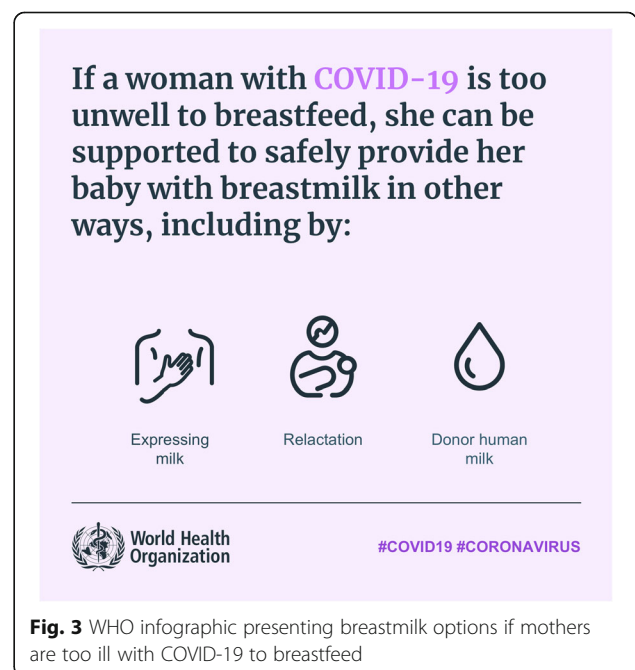 If a woman with COVID-19 is too
unwell to breastfeed, she can be
supported to safely provide her
baby with breastmilk in other
ways, including by:
Expressing
milk
Relactation
Donor human
milk
World Health
Organization
#COVID19 #CORONAVIRUS
Fig. 3 WHO infographic presenting breastmilk options if mothers
are too ill with COVID-19 to breastfeed